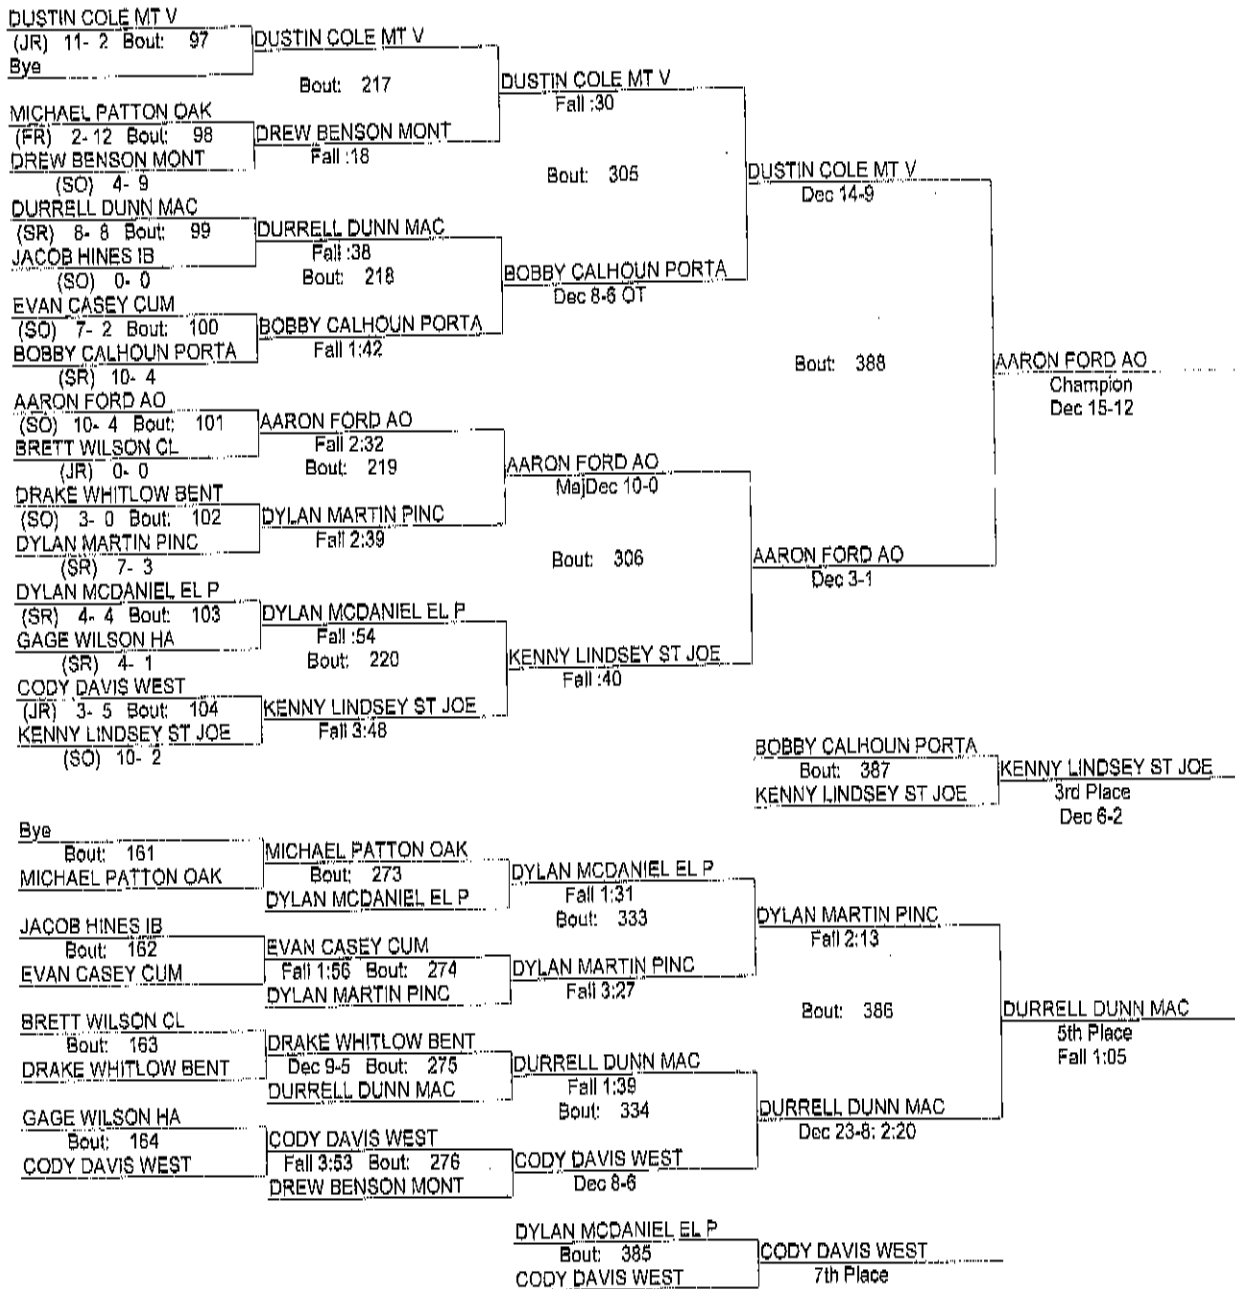 DUSTIN COLE MT V
(JR) 11- 2 Bout: 97
Bye
MICHAEL PATTON OAK
(FR) 2- 12 Bout: 98
DREW BENSON MONT
(SO) 4- 9
DURRELL DUNN MAC
(SR) 8- 8 Bout: 99
JACOB HINES IB
(SO) 0- 0
EVAN CASEY CUM
(SO) 7- 2 Bout: 100
BOBBY CALHOUN PORTA
(SR) 10- 4
AARON FORD AO
(SO) 10- 4 Bout: 101
BRETT WILSON CL
(JR) 0- 0
DRAKE WHITLOW BENT
(SO) 3- 0 Bout: 102
DYLAN MARTIN PINC
(SR) 7- 3
DYLAN MCDANIEL EL P
(SR) 4- 4 Bout: 103
GAGE WILSON HA
(SR) 4- 1
CODY DAVIS WEST
(JR) 3- 5 Bout: 104
KENNY LINDSEY ST JOE
(SO) 10- 2
DUSTIN COLE MT V
Bout: 217
DREW BENSON MONT
Fall :18
DURRELL DUNN MAC
Fall :38
Bout: 218
BOBBY CALHOUN PORTA
Fall 1:42
AARON FORD AO
Fall 2:32
Bout: 219
DYLAN MARTIN PINC
Fall 2:39
DYLAN MCDANIEL EL P
Fall :54
Bout: 220
KENNY LINDSEY ST JOE
Fall 3:48
DUSTIN COLE MT V
Fall :30
Bout: 305
BOBBY CALHOUN PORTA
Dec 8-6 OT
AARON FORD AO
MajDec 10-0
Bout: 306
KENNY LINDSEY ST JOE
Fall :40
DUSTIN COLE MT V
Dec 14-9
Bout: 388
AARON FORD AO
Dec 3-1
AARON FORD AO
Champion
Dec 15-12
BOBBY CALHOUN PORTA
Bout: 387
KENNY LINDSEY ST JOE
KENNY LINDSEY ST JOE
3rd Place
Dec 6-2
Bye
Bout: 161
MICHAEL PATTON OAK
JACOB HINES IB
Bout: 162
EVAN CASEY CUM
BRETT WILSON CL
Bout: 163
DRAKE WHITLOW BENT
GAGE WILSON HA
Bout: 164
CODY DAVIS WEST
MICHAEL PATTON OAK
Bout: 273
DYLAN MCDANIEL EL P
EVAN CASEY CUM
Fall 1:56 Bout: 274
DYLAN MARTIN PINC
DRAKE WHITLOW BENT
Dec 9-5 Bout: 275
DURRELL DUNN MAC
CODY DAVIS WEST
Fall 3:53 Bout: 276
DREW BENSON MONT
DYLAN MCDANIEL EL P
Fall 1:31
Bout: 333
DYLAN MARTIN PINC
Fall 3:27
DURRELL DUNN MAC
Fall 1:39
Bout: 334
CODY DAVIS WEST
Dec 8-6
DYLAN MARTIN PINC
Fall 2:13
Bout: 386
DURRELL DUNN MAC
Dec 23-8: 2:20
DURRELL DUNN MAC
5th Place
Fall 1:05
DYLAN MCDANIEL EL P
Bout: 385
CODY DAVIS WEST
CODY DAVIS WEST
7th Place